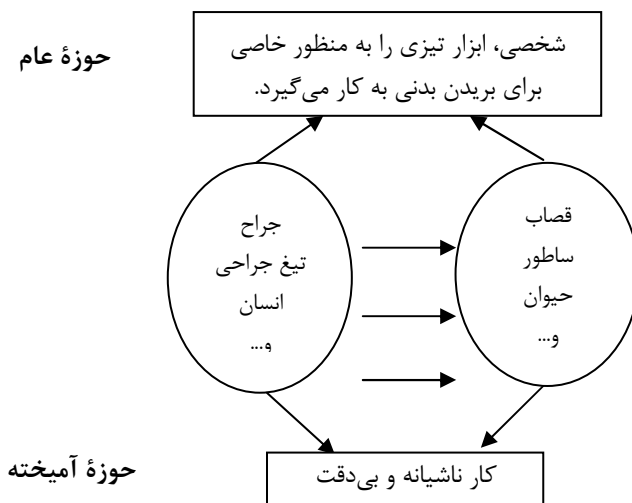 حوزهٔ عام
شخصی، ابزار تیزی را به منظور خاصی
برای بریدن بدنی به کار می‌گیرد.
قصاب
ساطور
حیوان
و...
جراح
تیغ جراحی
انسان
و...
حوزهٔ آمیخته
کار ناشیانه و بی‌دقت